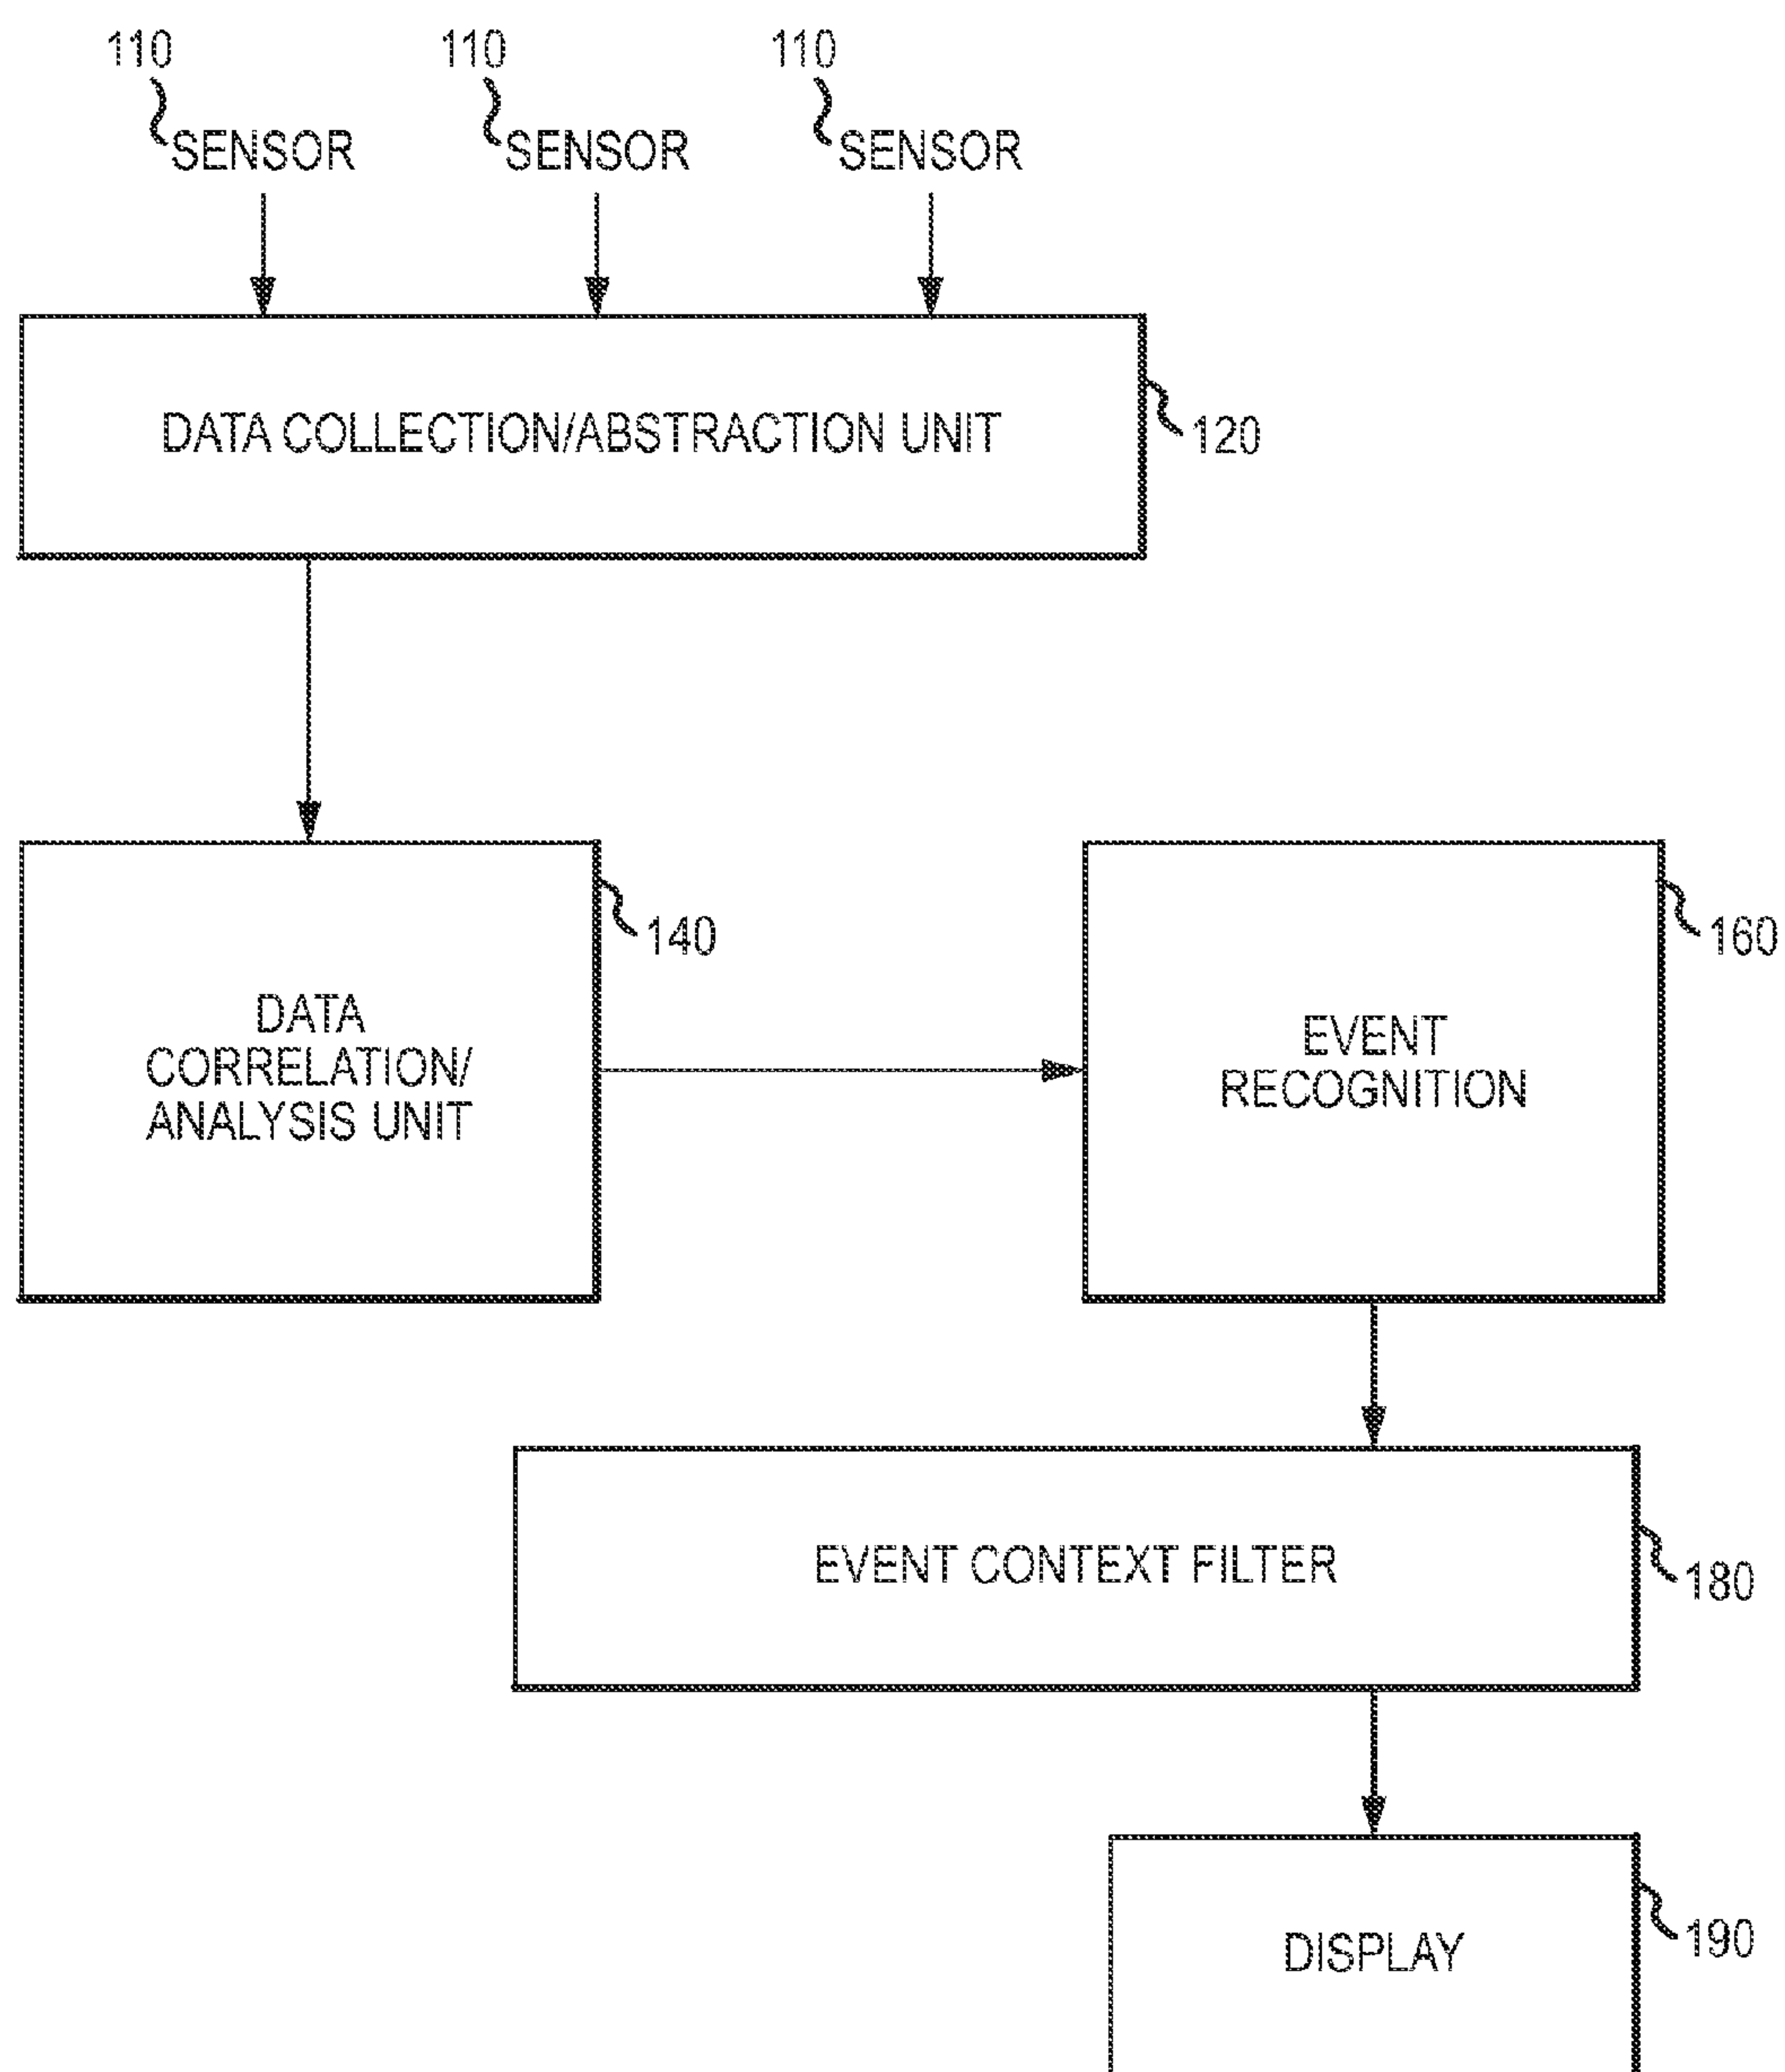 110 110 110
SENSOR SENSOR SENSOR
DATA COLLECTION/ABSTRACTION UNIT
120
140
160
DATA
CORRELATION/
ANALYSIS UNIT
EVENT
RECOGNITION
EVENT CONTEXT FILTER
180
DISPLAY
190